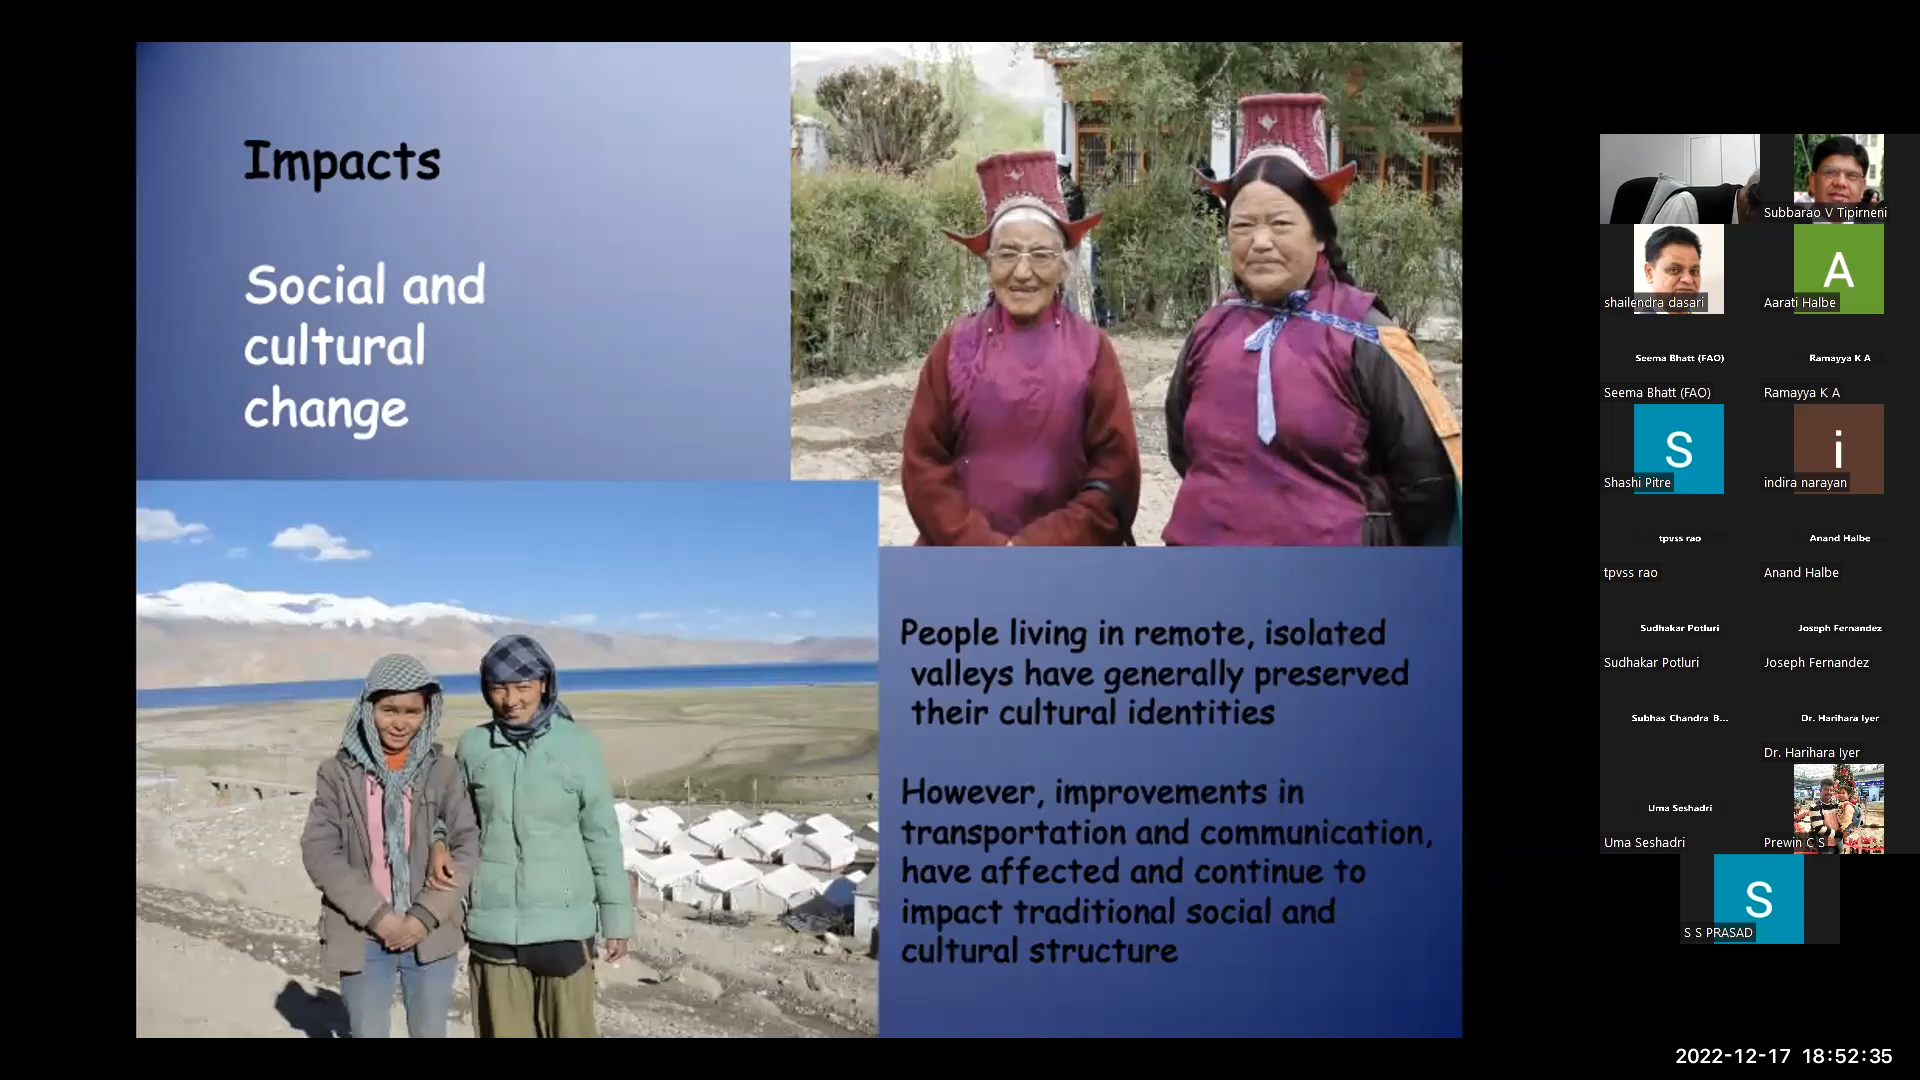 Impacts
Social and
cultural
change
People living in remote, isolated
valleys have generally preserved
their cultural identities
However, improvements in
transportation and communication,
have affected and continue to
impact traditional social and
cultural structure
Subbarao V Tipirneni
shailendra dasari
A
Aarati Halbe
Seema Bhatt (FAO)
Seema Bhatt (FAO)
Ramayya K A
Ramayya K A
S
Shashi Pitre
i
indira narayan
tpvss rao
tpvss rao
Anand Halbe
Anand Halbe
Sudhakar Potluri
Sudhakar Potluri
Joseph Fernandez
Joseph Fernandez
Subhas Chandra B...
Dr. Harihara Iyer
Dr. Harihara Iyer
Uma Seshadri
Uma Seshadri
Prewin C S
S
S S PRASAD
2022-12-17 18:52:35